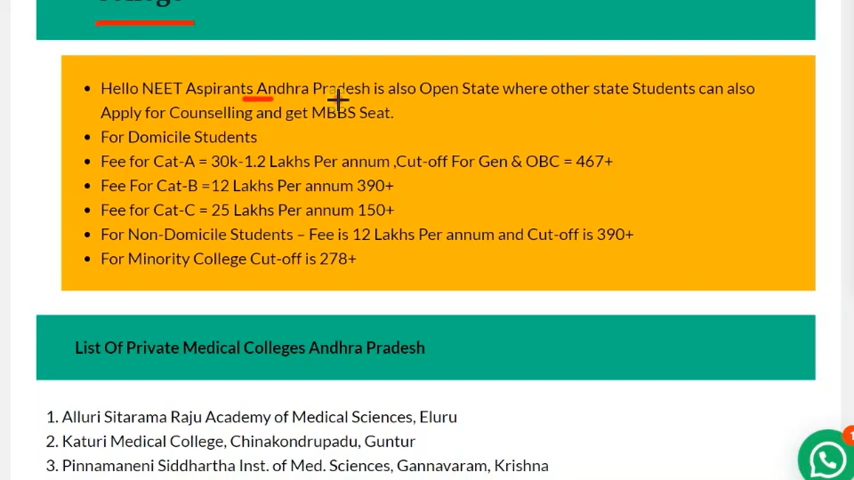 Hello NEET Aspirants Andhra Pradesh is also Open State where other state Students can also
Apply for Counselling and get MBBS Seat.
For Domicile Students
Fee for Cat-A = 30k-1.2 Lakhs Per annum ,Cut-off For Gen & OBC = 467+
Fee For Cat-B =12 Lakhs Per annum 390+
Fee for Cat-C = 25 Lakhs Per annum 150+
For Non-Domicile Students – Fee is 12 Lakhs Per annum and Cut-off is 390+
For Minority College Cut-off is 278+
List Of Private Medical Colleges Andhra Pradesh
1. Alluri Sitarama Raju Academy of Medical Sciences, Eluru
2. Katuri Medical College, Chinakondrupadu, Guntur
3. Pinnamaneni Siddhartha Inst. of Med. Sciences, Gannavaram, Krishna